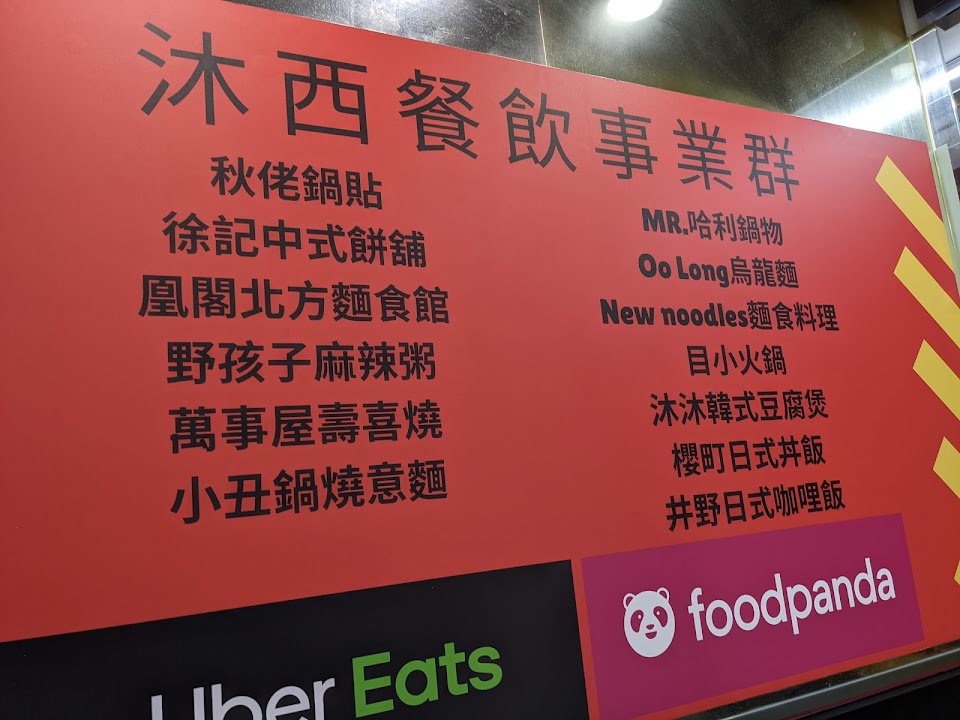 沐西餐飲事業群
秋佬鍋貼
徐記中式餅舖
凰閣北方麵食館
野孩子麻辣粥
萬事屋壽喜燒
小丑鍋燒意麵
MR.哈利鍋物
Oo Long烏龍麵
New noodles麵食料理
目小火鍋
沐沐韓式豆腐煲
櫻町日式丼飯
井野日式咖哩飯
Uber Eats
foodpanda